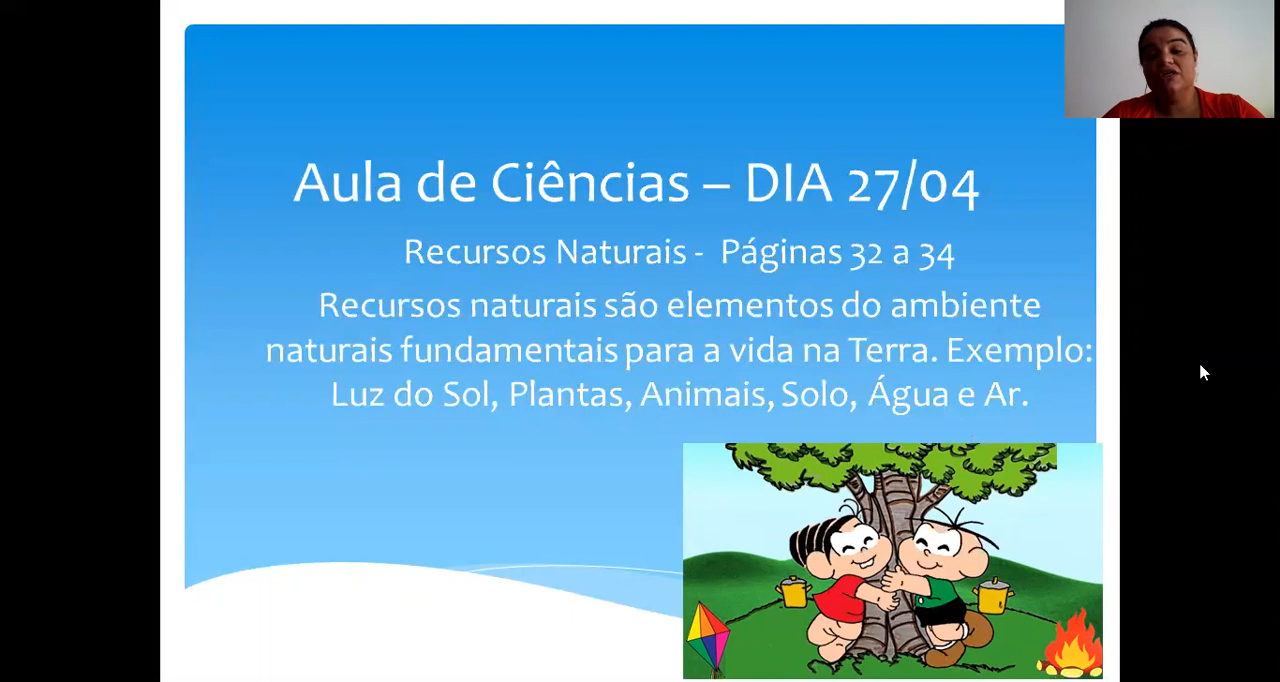 Aula de Ciências – DIA 27/04
Recursos Naturais - Páginas 32 a 34
Recursos naturais são elementos do ambiente
naturais fundamentais para a vida na Terra. Exemplo:
Luz do Sol, Plantas, Animais, Solo, Água e Ar.